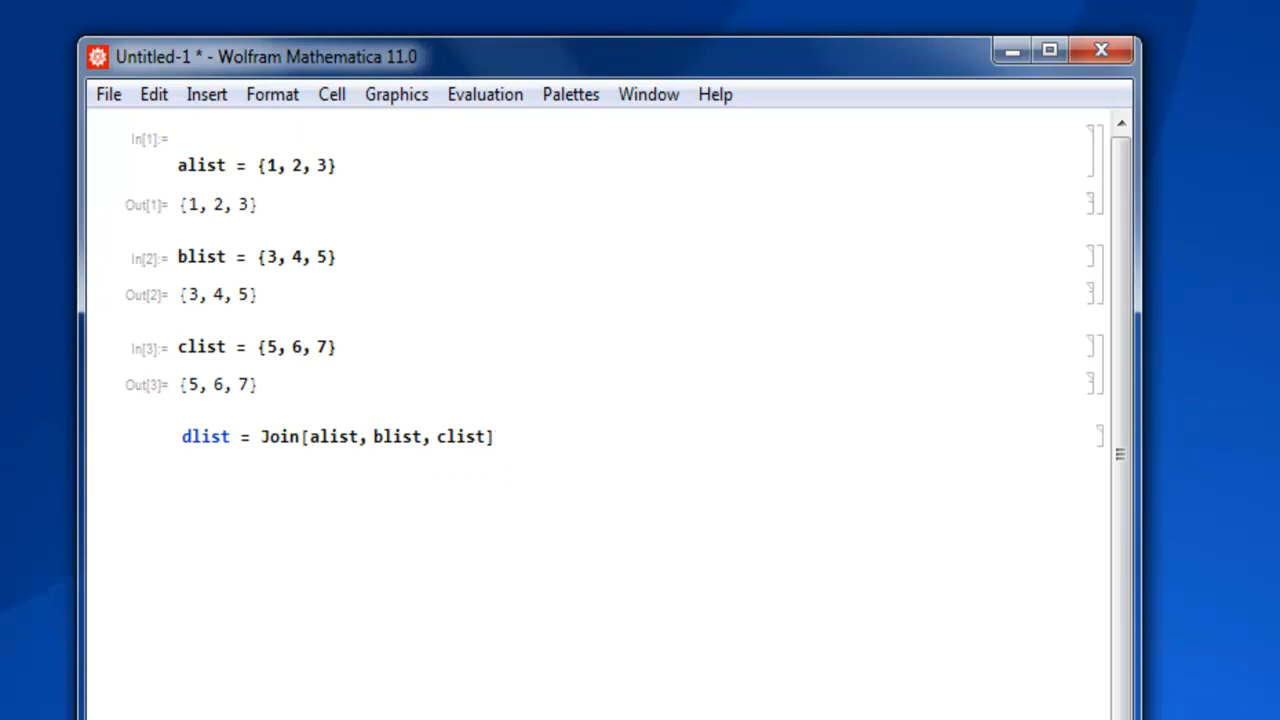 Untitled-1 * - Wolfram Mathematica 11.0
File Edit Insert Format Cell Graphics Evaluation Palettes Window Help
In[1]:=
alist = {1, 2, 3}
Out[1]= {1, 2, 3}
In[2]:= blist = {3, 4, 5}
Out[2]= {3, 4, 5}
In[3]:= clist = {5, 6, 7}
Out[3]= {5, 6, 7}
dlist = Join[alist, blist, clist]